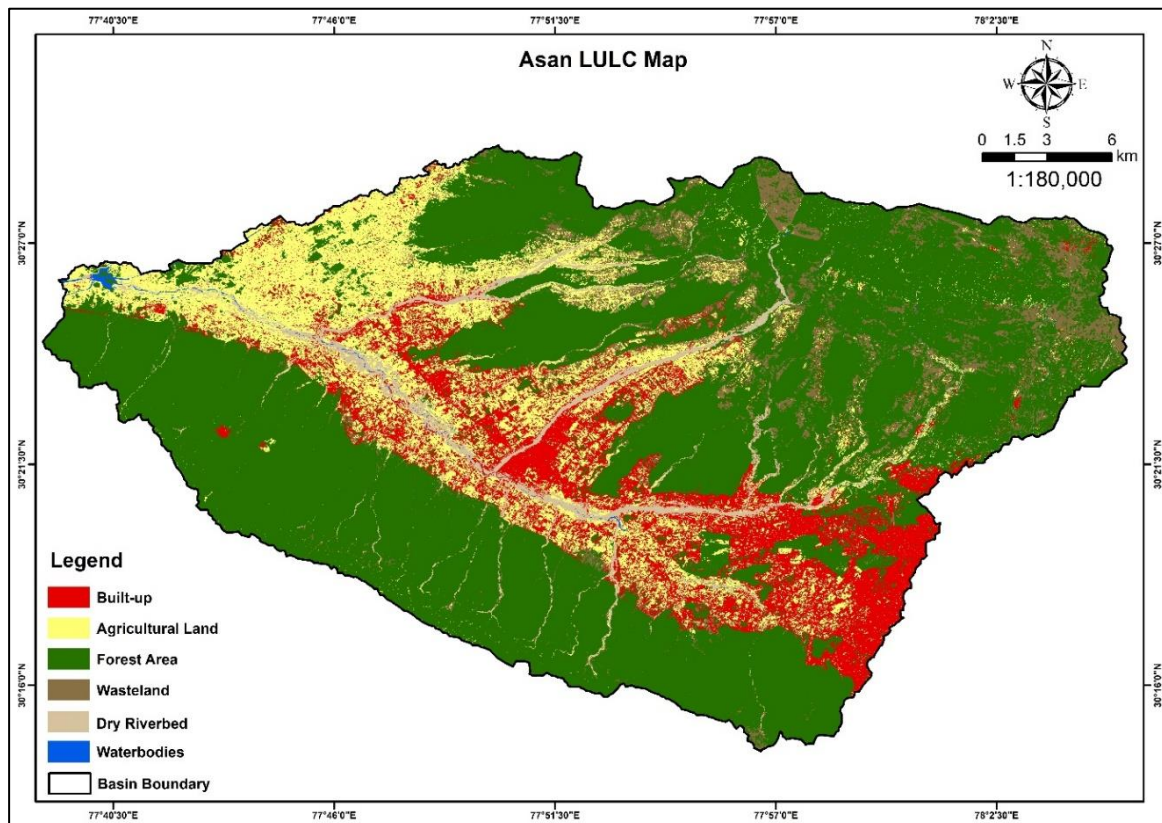 77°40'30"E 77°46'0"E 77°51'30"E 77°57'0"E 78°2'30"E
Asan LULC Map
N
W E
S
0 1.5 3 6
km
1:180,000
30°27'0"N 30°27'0"N
30°21'30"N 30°21'30"N
30°16'0"N 30°16'0"N
Legend
Built-up
Agricultural Land
Forest Area
Wasteland
Dry Riverbed
Waterbodies
Basin Boundary
77°40'30"E 77°46'0"E 77°51'30"E 77°57'0"E 78°2'30"E